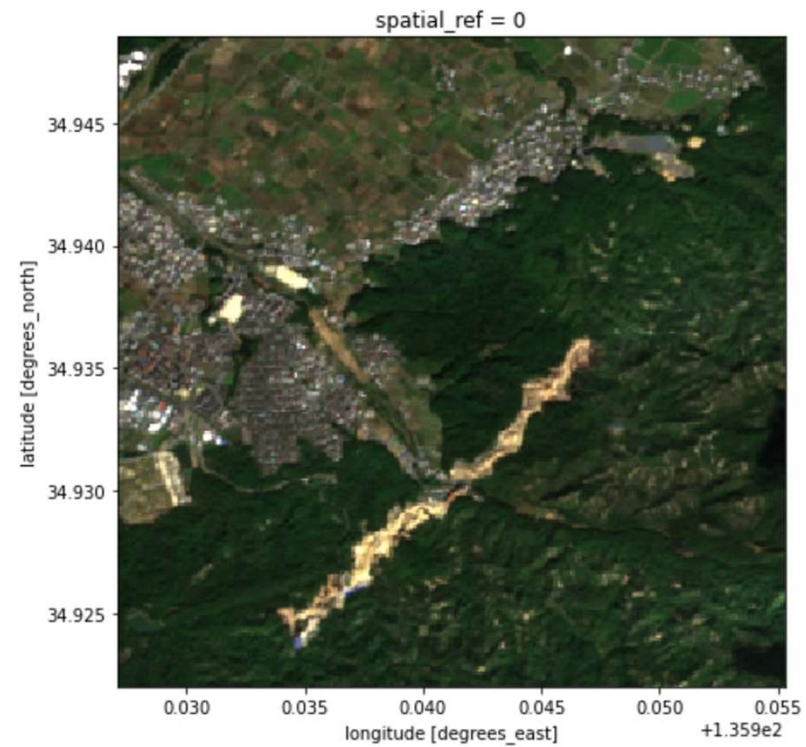 spatial_ref = 0
34.945
34.940
34.935
34.930
34.925
latitude [degrees_north]
0.030 0.035 0.040 0.045 0.050 0.055
longitude [degrees_east]
+1.359e2